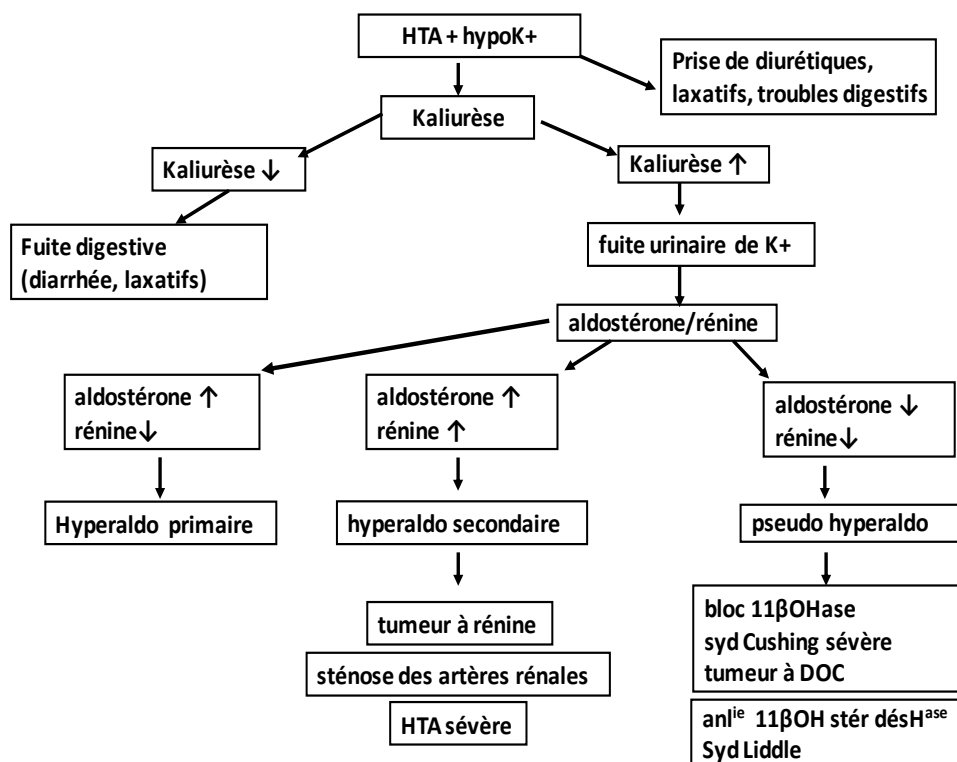 HTA + hypoK+
Prise de diurétiques,
laxatifs, troubles digestifs
Kaliurèse
Kaliurèse ↓
Kaliurèse ↑
Fuite digestive
(diarrhée, laxatifs)
fuite urinaire de K+
aldostérone/rénine
aldostérone ↑
rénine↓
aldostérone ↑
rénine ↑
aldostérone ↓
rénine↓
Hyperaldo primaire
hyperaldo secondaire
pseudo hyperaldo
tumeur à rénine
sténose des artères rénales
HTA sévère
bloc 11βOHase
syd Cushing sévère
tumeur à DOC
anlie 11βOH stér désHase
Syd Liddle